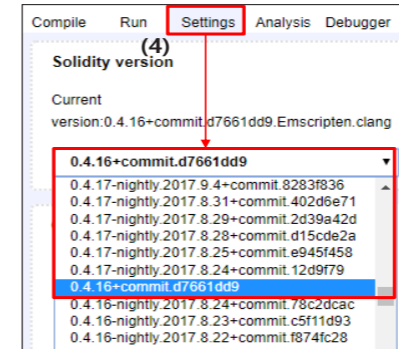 Compile Run Settings Analysis Debugger
(4)
Solidity version
Current
version:0.4.16+commit.d7661dd9.Emscripten.clang
0.4.16+commit.d7661dd9
0.4.17-nightly.2017.9.4+commit.8283f836
0.4.17-nightly.2017.8.31+commit.402d6e71
0.4.17-nightly.2017.8.29+commit.2d39a42d
0.4.17-nightly.2017.8.28+commit.d15cde2a
0.4.17-nightly.2017.8.25+commit.e945f458
0.4.17-nightly.2017.8.24+commit.12d9f79
0.4.16+commit.d7661dd9
0.4.16-nightly.2017.8.24+commit.78c2dcac
0.4.16-nightly.2017.8.23+commit.c5f11d93
0.4.16-nightly.2017.8.22+commit.f874fc28